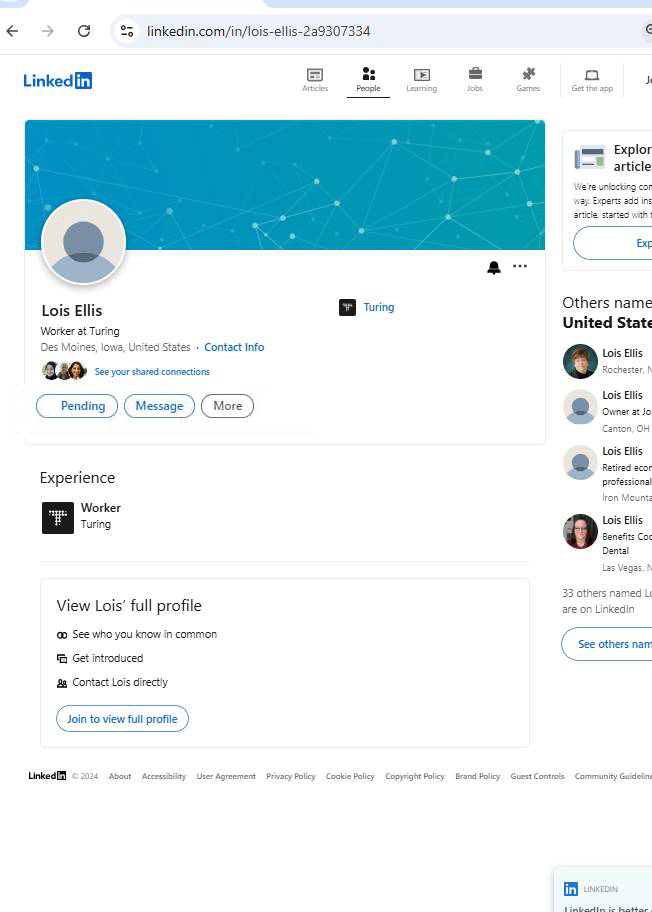 linkedin.com/in/lois-ellis-2a9307334
Linked in
Articles
People
Learning
Jobs
Games
Get the app
Lois Ellis
Worker at Turing
Des Moines, Iowa, United States · Contact Info
See your shared connections
Pending
Message
More
Turing
Experience
Worker
Turing
View Lois' full profile
See who you know in common
Get introduced
Contact Lois directly
Join to view full profile
Explor
article
We're unlocking con
way. Experts add ins
article, started with t
Exp
Others name
United State
Lois Ellis
Rochester, N
Lois Ellis
Owner at Jo
Canton, OH
Lois Ellis
Retired econ
professional
Iron Mounta
Lois Ellis
Benefits Coo
Dental
Las Vegas, N
33 others named Lo
are on LinkedIn
See others nam
Linked in © 2024 About Accessibility User Agreement Privacy Policy Cookie Policy Copyright Policy Brand Policy Guest Controls Community Guideline
in LINKEDIN
LinkedIn is better